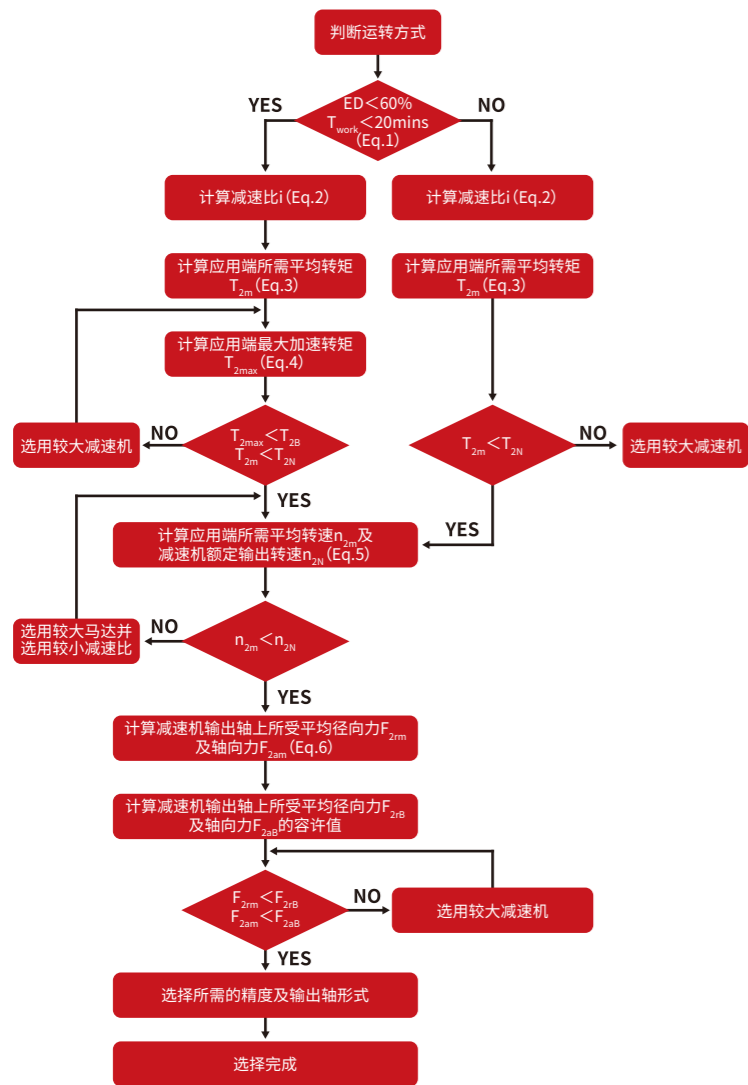 判断运转方式
YES
ED＜60%
NO
Twork＜20mins
(Eq.1)
计算减速比i(Eq.2)
计算减速比i(Eq.2)
计算应用端所需平均转矩
T2m(Eq.3)
计算应用端所需平均转矩
T2m(Eq.3)
计算应用端最大加速转矩
T2max(Eq.4)
选用较大减速机
NO
T2max＜T2B
T2m＜T2N
T2m＜T2N
NO
选用较大减速机
YES
YES
计算应用端所需平均转速n2m及
减速机额定输出转速n2N(Eq.5)
选用较大马达并
选用较小减速比
NO
n2m＜n2N
YES
计算减速机输出轴上所受平均径向力F2rm
及轴向力F2am(Eq.6)
计算减速机输出轴上所受平均径向力F2rB
及轴向力F2aB的容许值
F2rm＜F2rB
F2am＜F2aB
NO
选用较大减速机
YES
选择所需的精度及输出轴形式
选择完成